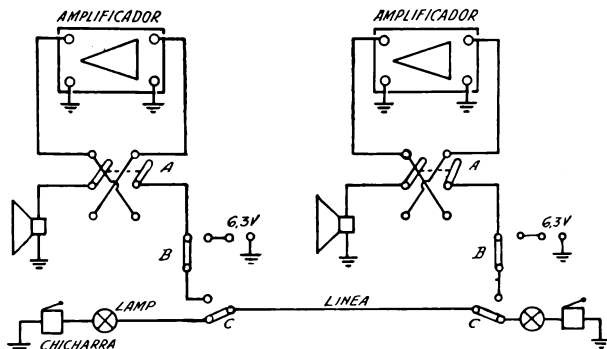 AMPLIFICADOR
AMPLIFICADOR
A
A
6,3V
6,3V
B
B
LAMP
LINEA
C
C
CHICHARRA